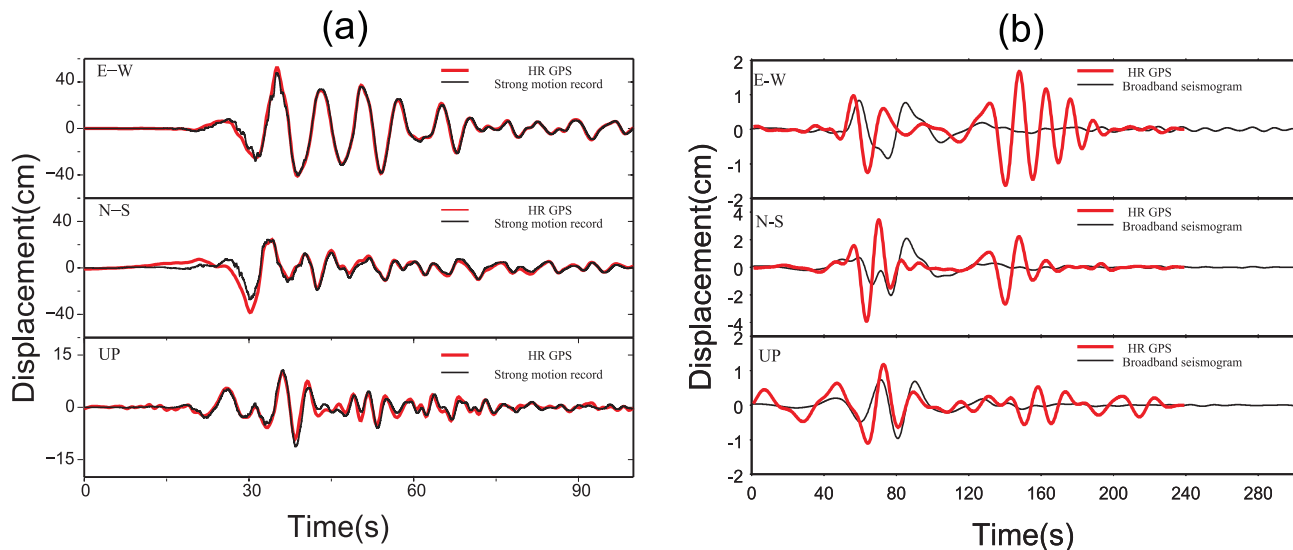 (a)
E–W
HR GPS
Strong motion record
40
0
−40
N–S
HR GPS
Strong motion record
40
0
−40
UP
HR GPS
Strong motion record
15
0
−15
0 30 60 90
Displacement(cm)
Time(s)
(b)
E-W
HR GPS
Broadband seismogram
2
1
0
-1
-2
N-S
HR GPS
Broadband seismogram
4
2
0
-2
-4
UP
HR GPS
Broadband seismogram
2
1
0
-1
-2
0 40 80 120 160 200 240 280
Displacement(cm)
Time(s)